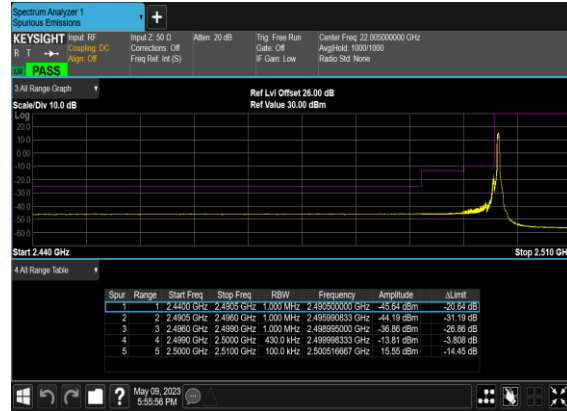 Spectrum Analyzer 1
Spurious Emissions
KEYSIGHT Input: RF Input Z: 50 Ω Atten: 20 dB Trig: Free Run Center Freq: 22.005000000 GHz
R T Coupling: DC Corrections: Off Gate: Off Avg|Hold: 1000/1000
Align: Off Freq Ref: Int (S) IF Gain: Low Radio Std: None
PASS
3 All Range Graph
Ref Lvl Offset 26.00 dB
Scale/Div 10.0 dB Ref Value 30.00 dBm
Log
20.0
10.0
0.00
-10.0
-20.0
-30.0
-40.0
-50.0
-60.0
Start 2.440 GHz Stop 2.510 GH
4 All Range Table
Spur Range Start Freq Stop Freq RBW Frequency Amplitude ΔLimit
1 1 2.4400 GHz 2.4905 GHz 1.000 MHz 2.490500000 GHz -45.64 dBm -20.64 dB
2 2 2.4905 GHz 2.4960 GHz 1.000 MHz 2.495990833 GHz -44.19 dBm -31.19 dB
3 3 2.4960 GHz 2.4990 GHz 1.000 MHz 2.498995000 GHz -36.86 dBm -26.86 dB
4 4 2.4990 GHz 2.5000 GHz 430.0 kHz 2.499998333 GHz -13.81 dBm -3.808 dB
5 5 2.5000 GHz 2.5100 GHz 100.0 kHz 2.500516667 GHz 15.55 dBm -14.45 dB
? May 09, 2023
5:55:56 PM